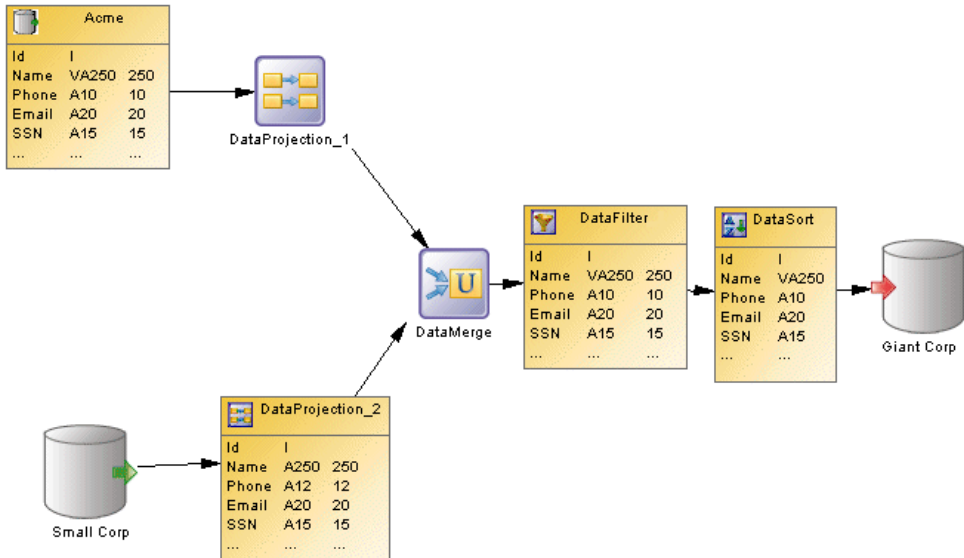 Acme
Id I
Name VA250 250
Phone A10 10
Email A20 20
SSN A15 15
... ... ...
DataProjection_1
DataFilter
Id I
Name VA250 250
Phone A10 10
Email A20 20
SSN A15 15
... ... ...
DataSort
Id I
Name VA250
Phone A10
Email A20
SSN A15
... ...
U
DataMerge
Giant Corp
DataProjection_2
Id I
Name A250 250
Phone A12 12
Email A20 20
SSN A15 15
... ... ...
Small Corp